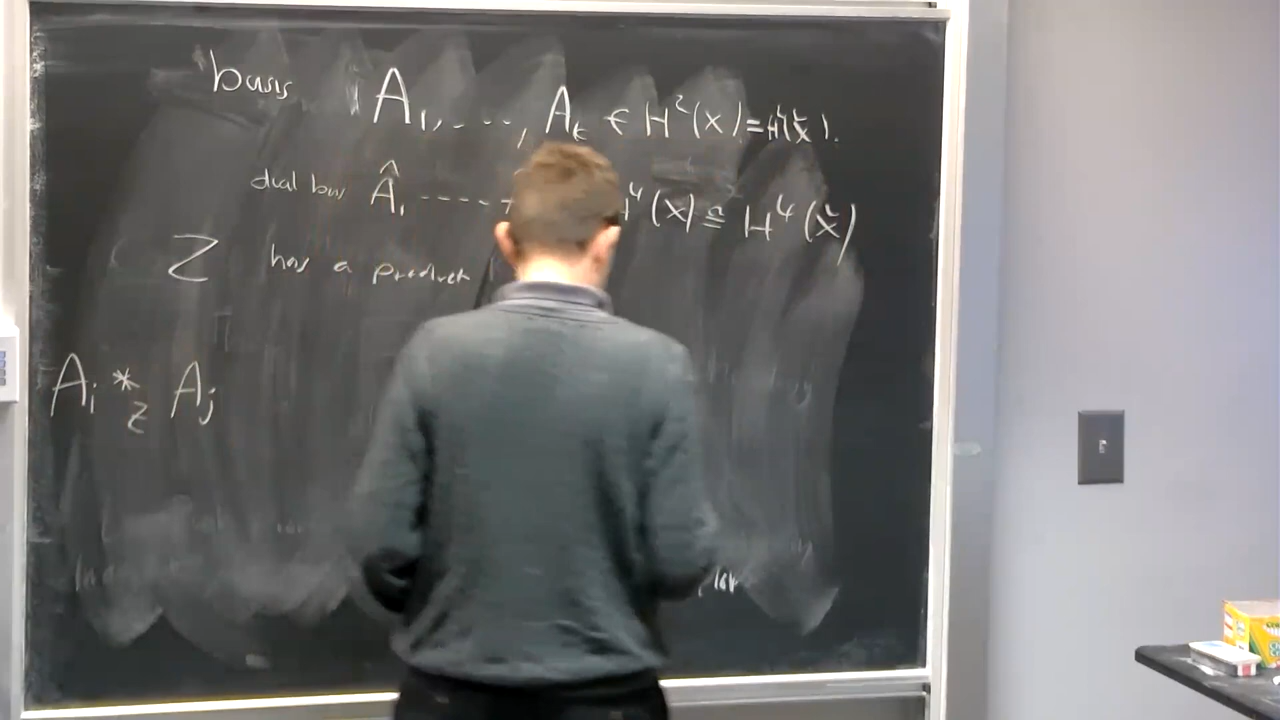 basis A₁, ..., Aₖ ∈ H²(X) = H²(X̌).
dual basis Â₁ ----- H⁴(X) ≅ H⁴(X̌)
Z has a product
Aᵢ *_Z Aⱼ